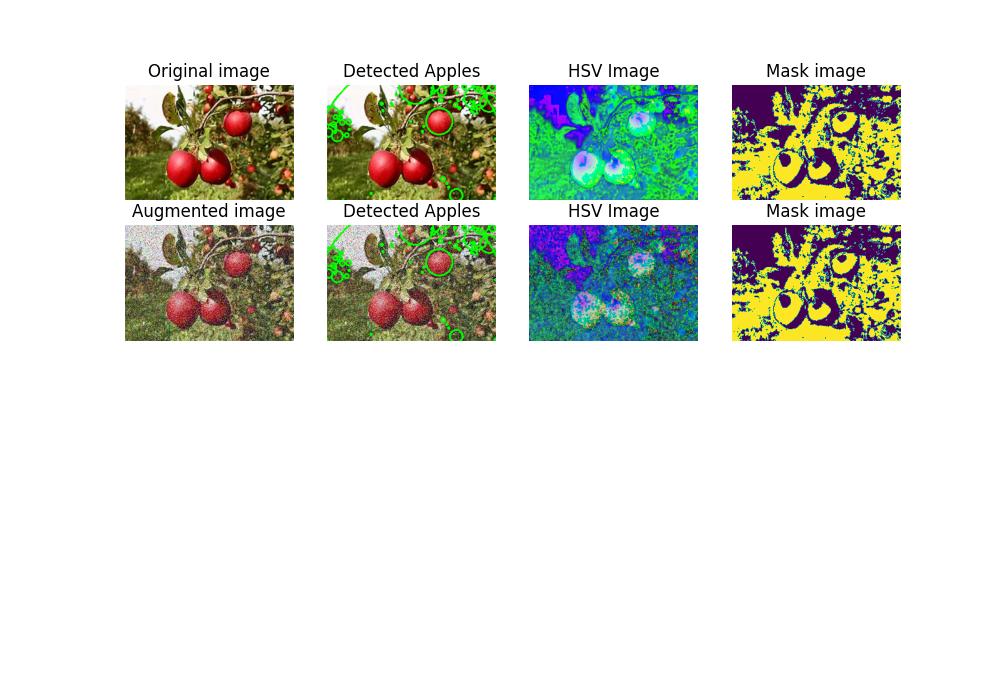 Original image
Detected Apples
HSV Image
Mask image
Augmented image
Detected Apples
HSV Image
Mask image